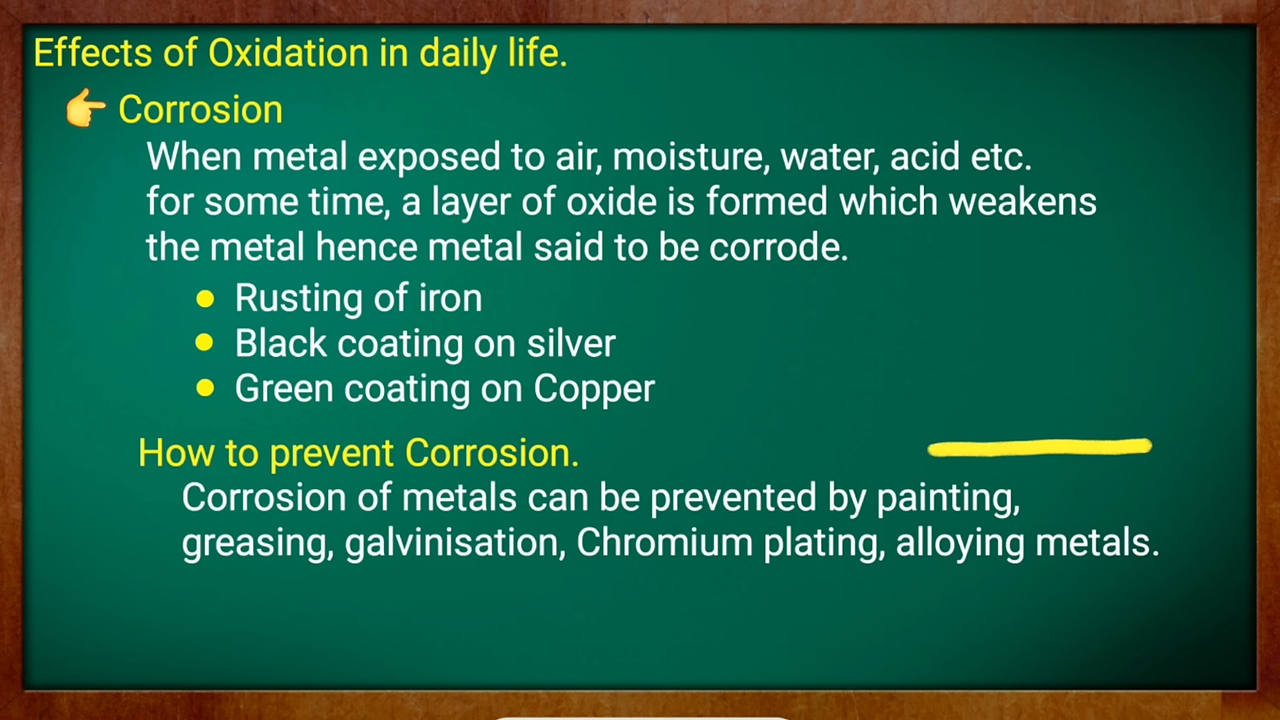 Effects of Oxidation in daily life.
👉 Corrosion
When metal exposed to air, moisture, water, acid etc.
for some time, a layer of oxide is formed which weakens
the metal hence metal said to be corrode.
● Rusting of iron
● Black coating on silver
● Green coating on Copper
How to prevent Corrosion.
Corrosion of metals can be prevented by painting,
greasing, galvinisation, Chromium plating, alloying metals.